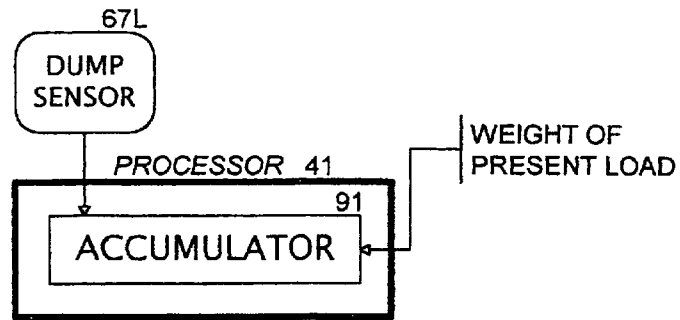 67L
DUMP
SENSOR
WEIGHT OF
PRESENT LOAD
PROCESSOR 41
91
ACCUMULATOR